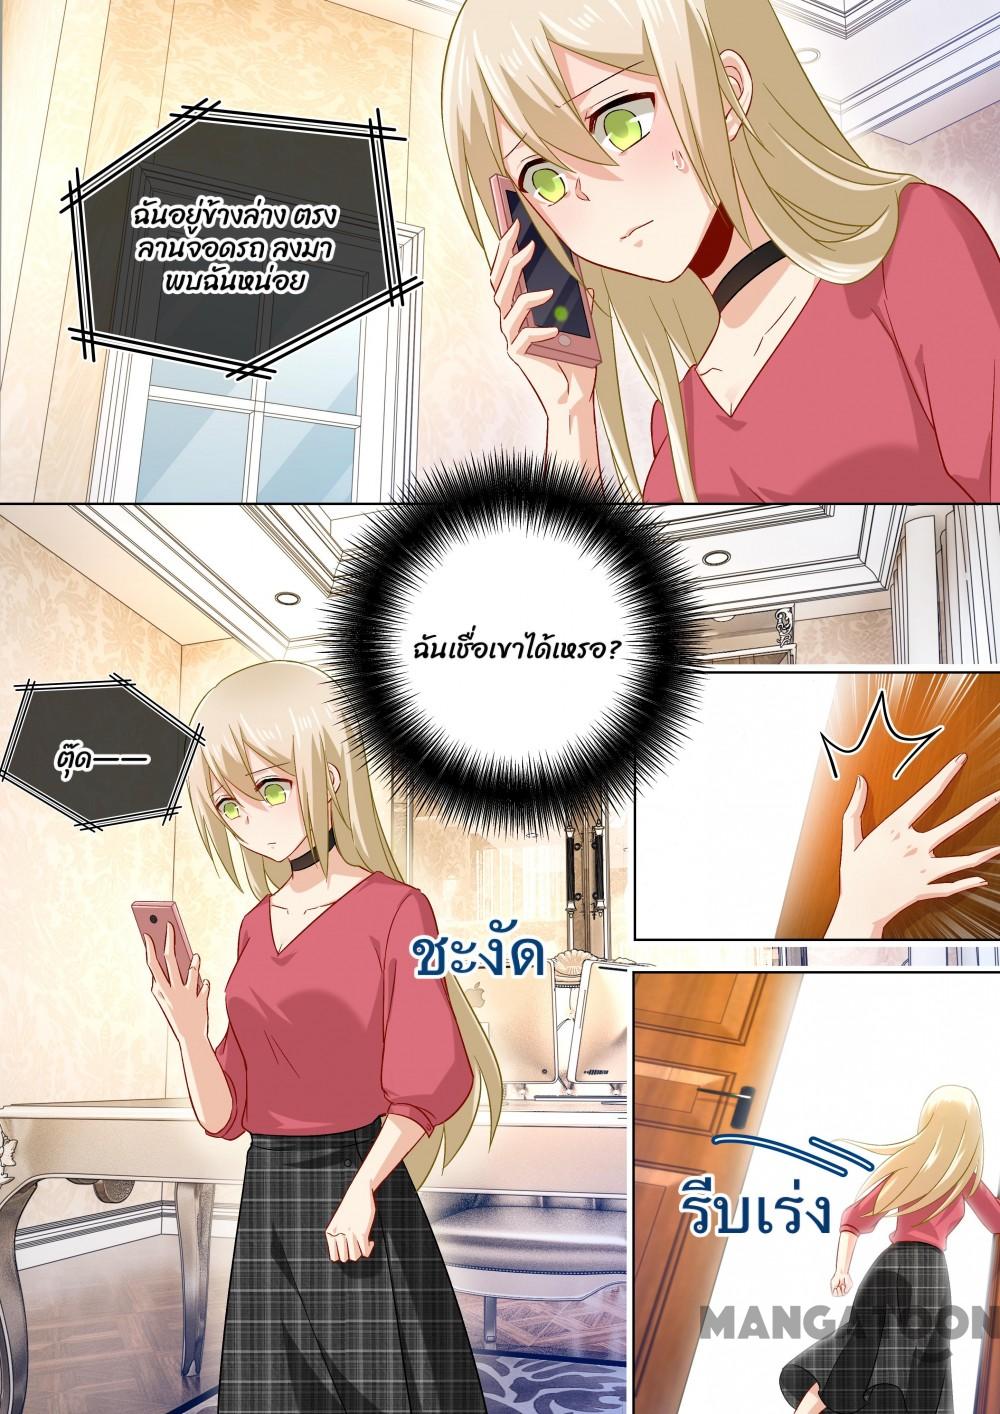 ฉันอยู่ข้างล่าง ตรง
ลานจอดรถ ลงมา
พบฉันหน่อย
ฉันเชื่อเขาได้เหรอ?
ตุ๊ด——
ชะงัด
รีบเร่ง
MANGATOON